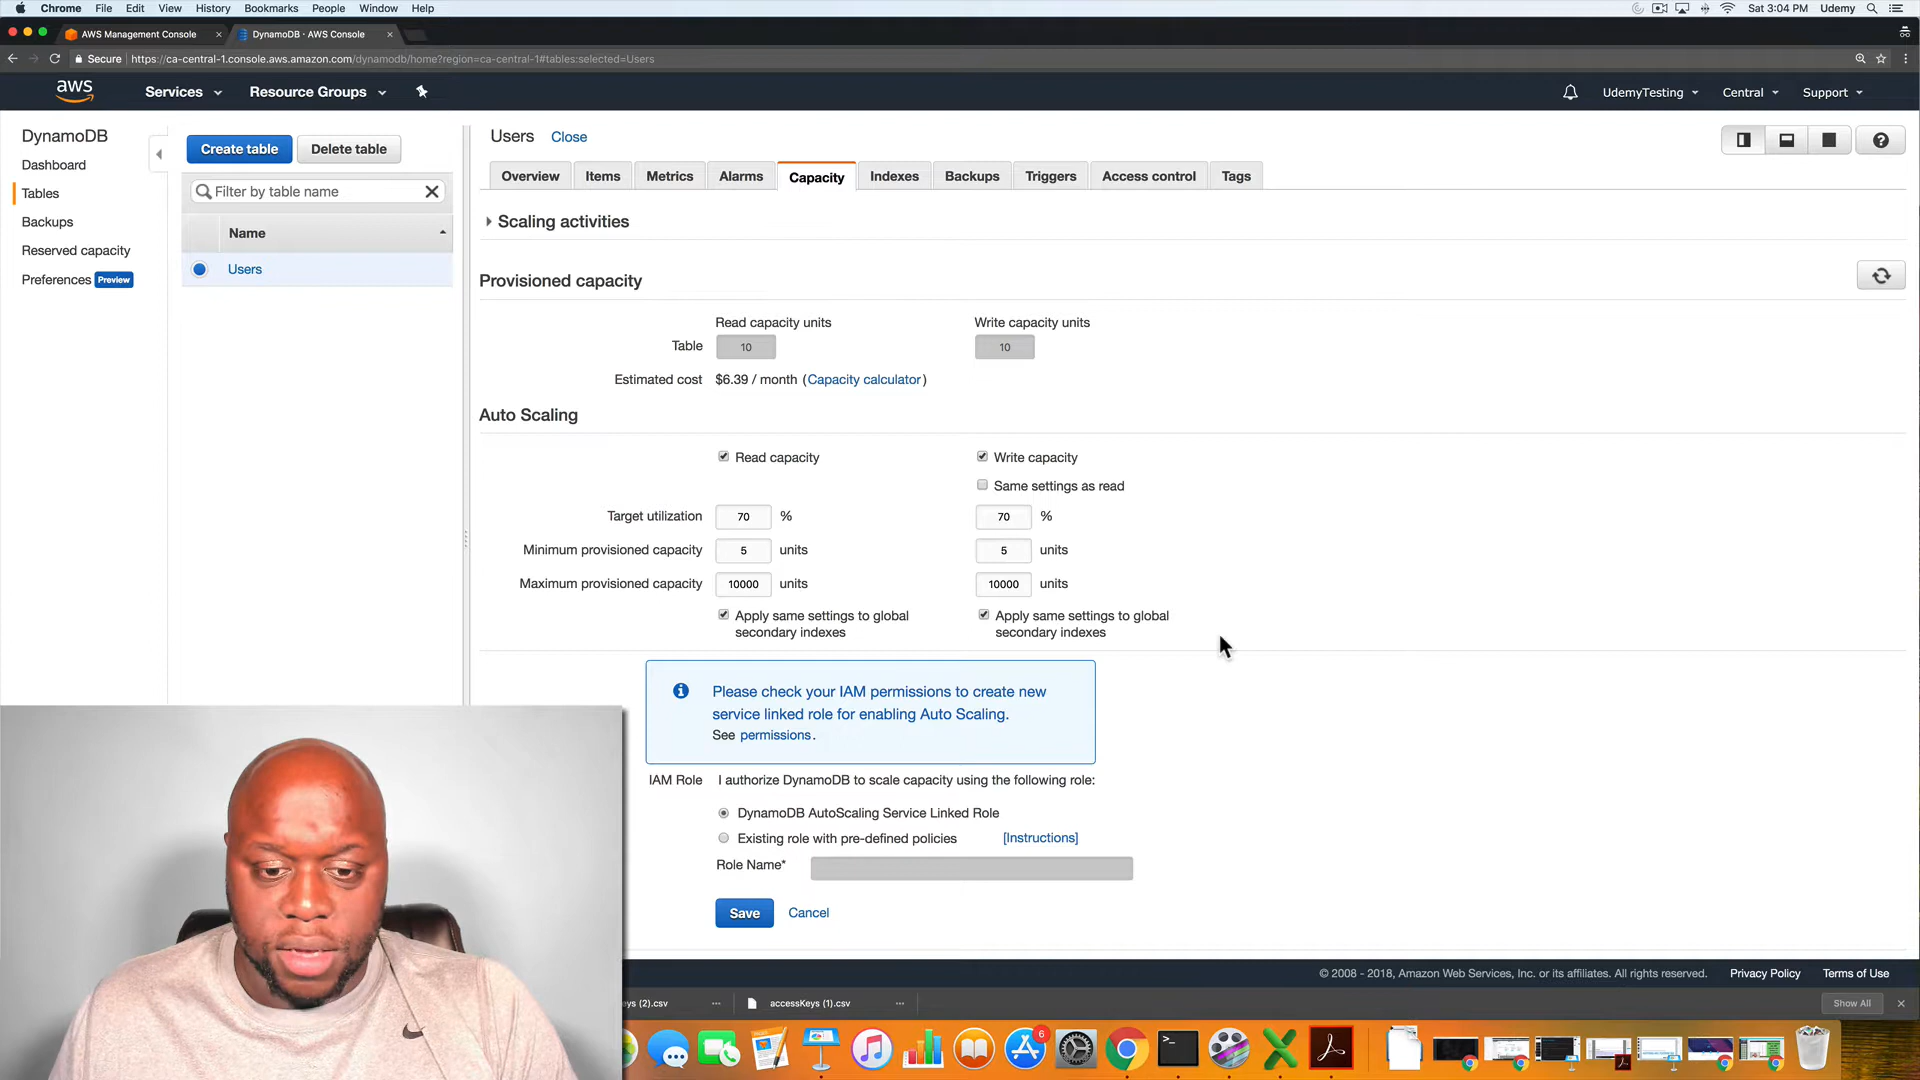 Chrome File Edit View History Bookmarks People Window Help Sat 3:04 PM Udemy
AWS Management Console × DynamoDB · AWS Console ×
Secure https://ca-central-1.console.aws.amazon.com/dynamodb/home?region=ca-central-1#tables:selected=Users
aws Services Resource Groups UdemyTesting Central Support
DynamoDB
Dashboard
Tables
Backups
Reserved capacity
Preferences Preview
Create table Delete table
Filter by table name
Name
Users
Users Close
Overview Items Metrics Alarms Capacity Indexes Backups Triggers Access control Tags
Scaling activities
Provisioned capacity
Read capacity units Write capacity units
Table 10 10
Estimated cost $6.39 / month (Capacity calculator)
Auto Scaling
Read capacity Write capacity
Same settings as read
Target utilization 70 % 70 %
Minimum provisioned capacity 5 units 5 units
Maximum provisioned capacity 10000 units 10000 units
Apply same settings to global Apply same settings to global
secondary indexes secondary indexes
Please check your IAM permissions to create new
service linked role for enabling Auto Scaling.
See permissions.
IAM Role I authorize DynamoDB to scale capacity using the following role:
DynamoDB AutoScaling Service Linked Role
Existing role with pre-defined policies [Instructions]
Role Name*
Save Cancel
© 2008 - 2018, Amazon Web Services, Inc. or its affiliates. All rights reserved. Privacy Policy Terms of Use
(2).csv accessKeys (1).csv Show All
6